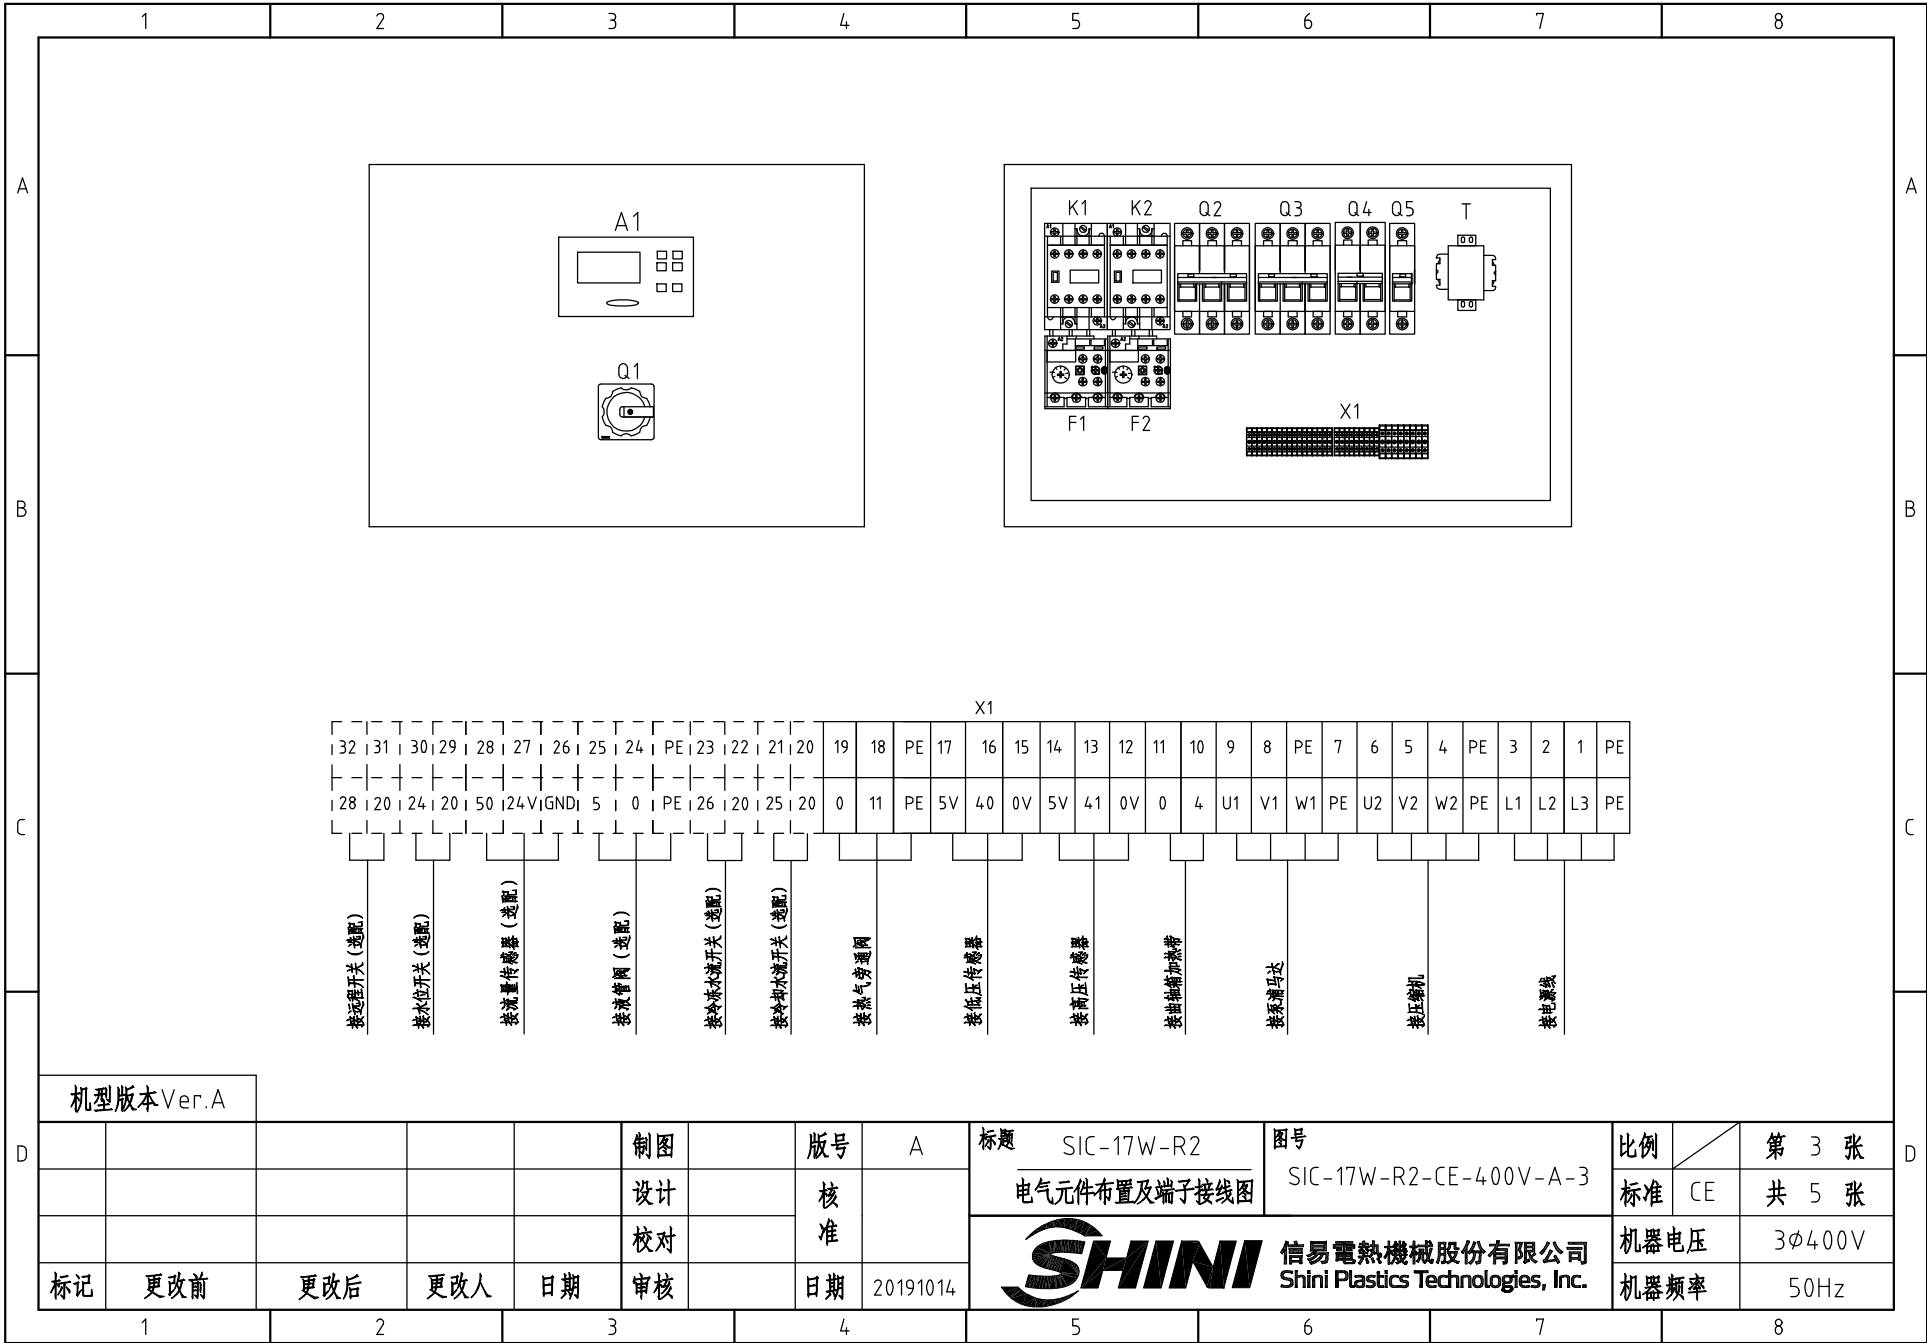 1 2 3 4 5 6 7 8
A A
A1
K1 K2 Q2 Q3 Q4 Q5 T
Q1
F1 F2 X1
B B
X1
32 31 30 29 28 27 26 25 24 PE 23 22 21 20 19 18 PE 17 16 15 14 13 12 11 10 9 8 PE 7 6 5 4 PE 3 2 1 PE
28 20 24 20 50 24V GND 5 0 PE 26 20 25 20 0 11 PE 5V 40 0V 5V 41 0V 0 4 U1 V1 W1 PE U2 V2 W2 PE L1 L2 L3 PE
C C
接远程开关(选配)
接水位开关(选配)
接流量传感器(选配)
接液管阀(选配)
接冷冻水流开关(选配)
接冷却水流开关(选配)
接热气旁通阀
接低压传感器
接高压传感器
接曲轴箱加热带
接泵浦马达
接压缩机
接电源线
机型版本Ver.A
D D
制图 版号 A
设计 核准
校对
标记 更改前 更改后 更改人 日期 审核 日期 20191014
标题 SIC-17W-R2
电气元件布置及端子接线图
图号
SIC-17W-R2-CE-400V-A-3
比例 第 3 张
标准 CE 共 5 张
机器电压 3Φ400V
机器频率 50Hz
SHINI
信易電熱機械股份有限公司
Shini Plastics Technologies, Inc.
1 2 3 4 5 6 7 8